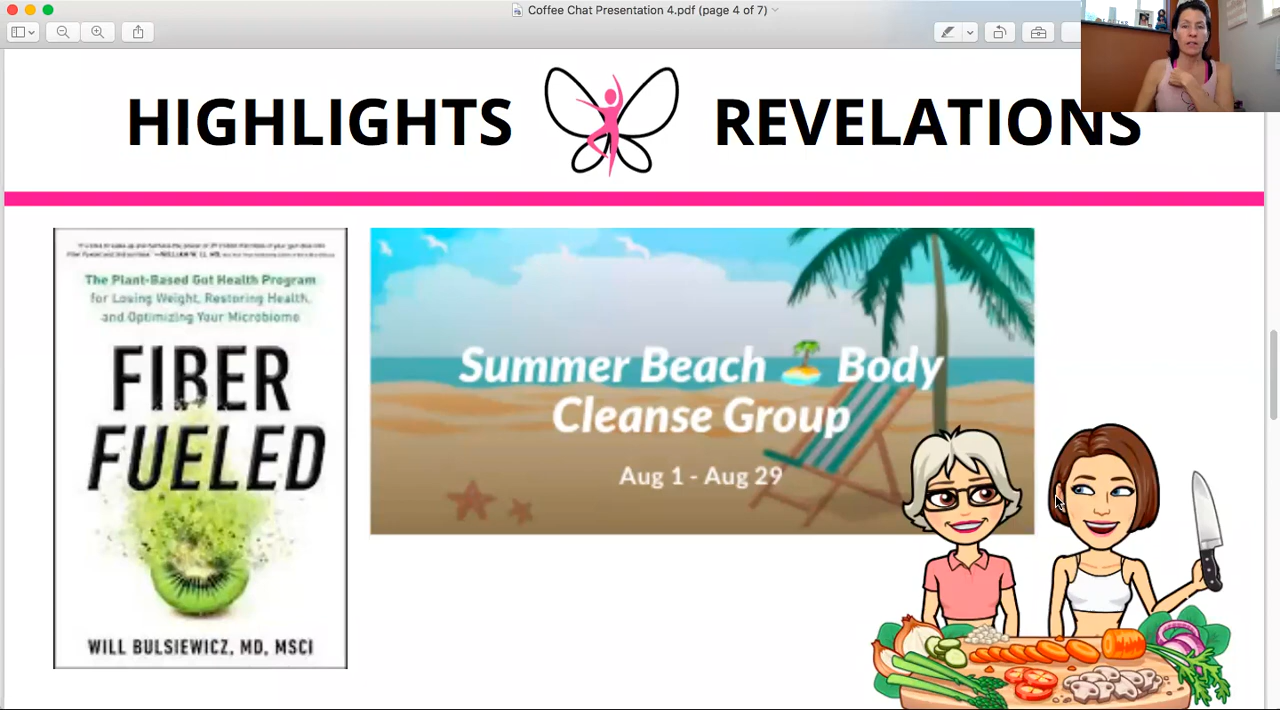 Coffee Chat Presentation 4.pdf (page 4 of 7)
HIGHLIGHTS REVELATIONS
The Plant-Based Gut Health Program
for Losing Weight, Restoring Health,
and Optimizing Your Microbiome
FIBER
FUELED
WILL BULSIEWICZ, MD, MSCI
Summer Beach 🏝️ Body
Cleanse Group
Aug 1 - Aug 29